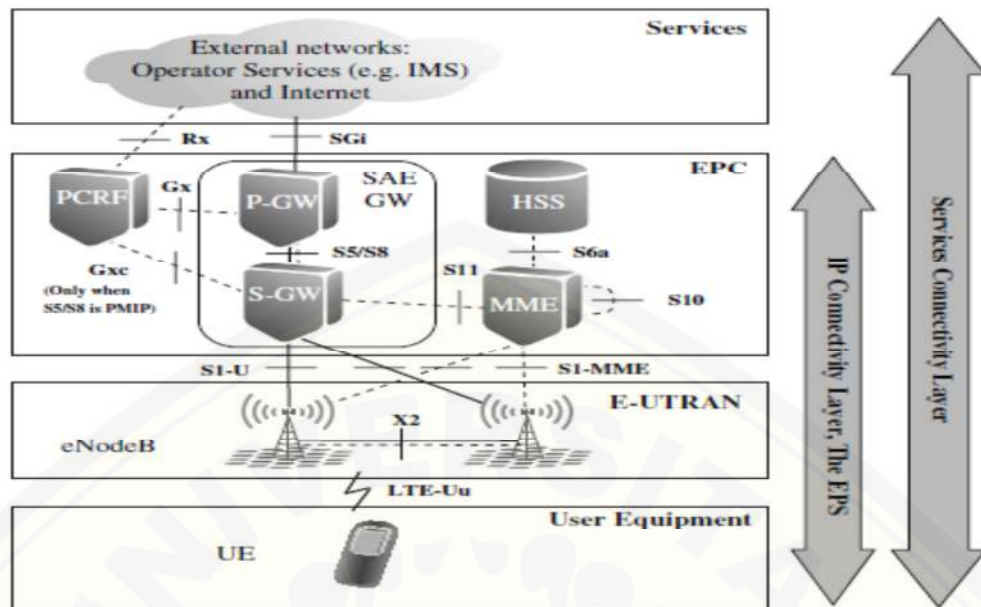 Services
External networks:
Operator Services (e.g. IMS)
and Internet
Rx
SGi
EPC
SAE
GW
PCRF
Gx
P-GW
HSS
S5/S8
S6a
Gxc
(Only when
S5/S8 is PMIP)
S-GW
S11
MME
S10
S1-U
S1-MME
E-UTRAN
X2
eNodeB
LTE-Uu
User Equipment
UE
IP Connectivity Layer, The EPS
Services Connectivity Layer
UNIVERSITA